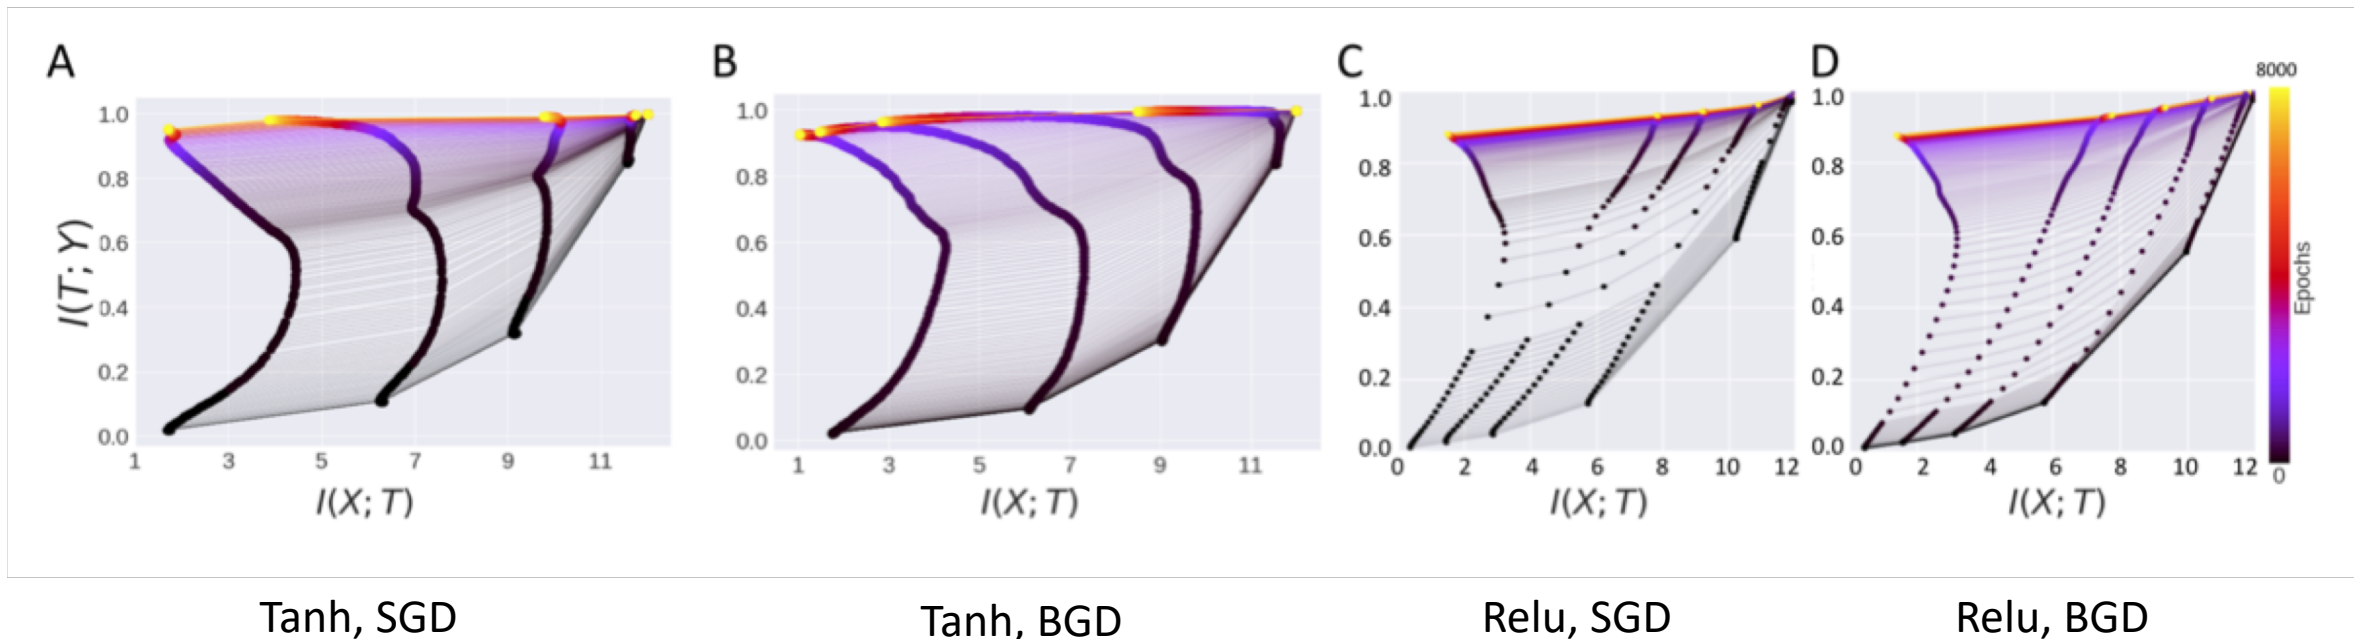 A
B
C
D
8000
1.0
0.8
0.6
0.4
0.2
0.0
I(T; Y)
1 3 5 7 9 11
I(X; T)
1.0
0.8
0.6
0.4
0.2
0.0
1 3 5 7 9 11
I(X; T)
1.0
0.8
0.6
0.4
0.2
0.0
0 2 4 6 8 10 12
I(X; T)
1.0
0.8
0.6
0.4
0.2
0.0
0 2 4 6 8 10 12
I(X; T)
Epochs
0
Tanh, SGD
Tanh, BGD
Relu, SGD
Relu, BGD